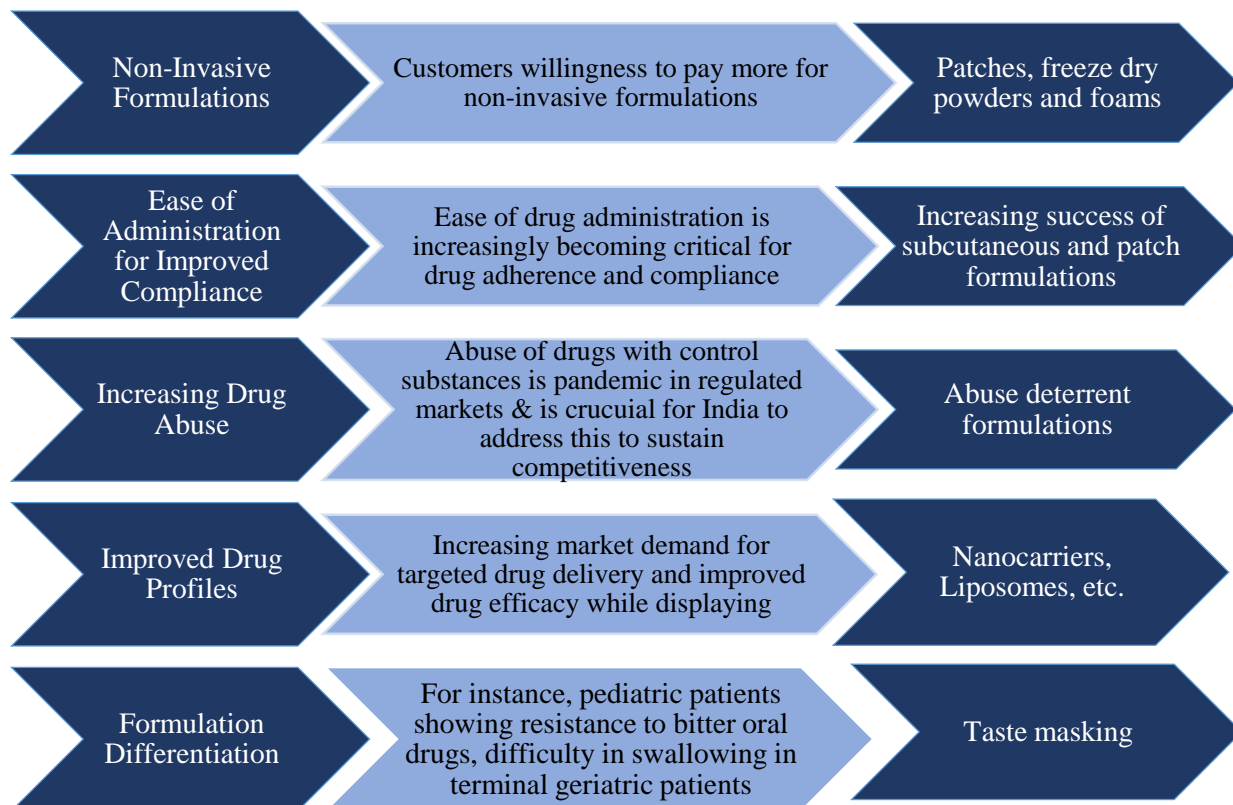 Non-Invasive
Formulations
Customers willingness to pay more for
non-invasive formulations
Patches, freeze dry
powders and foams
Ease of
Administration
for Improved
Compliance
Ease of drug administration is
increasingly becoming critical for
drug adherence and compliance
Increasing success of
subcutaneous and patch
formulations
Increasing Drug
Abuse
Abuse of drugs with control
substances is pandemic in regulated
markets & is crucuial for India to
address this to sustain
competitiveness
Abuse deterrent
formulations
Improved Drug
Profiles
Increasing market demand for
targeted drug delivery and improved
drug efficacy while displaying
Nanocarriers,
Liposomes, etc.
Formulation
Differentiation
For instance, pediatric patients
showing resistance to bitter oral
drugs, difficulty in swallowing in
terminal geriatric patients
Taste masking